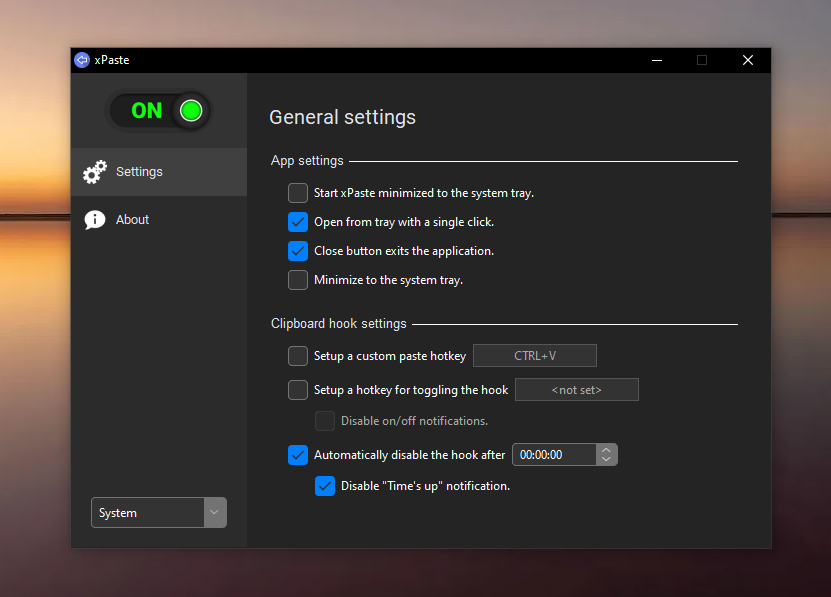 xPaste
ON
Settings
About
System
General settings
App settings
Start xPaste minimized to the system tray.
Open from tray with a single click.
Close button exits the application.
Minimize to the system tray.
Clipboard hook settings
Setup a custom paste hotkey CTRL+V
Setup a hotkey for toggling the hook <not set>
Disable on/off notifications.
Automatically disable the hook after 00:00:00
Disable "Time's up" notification.